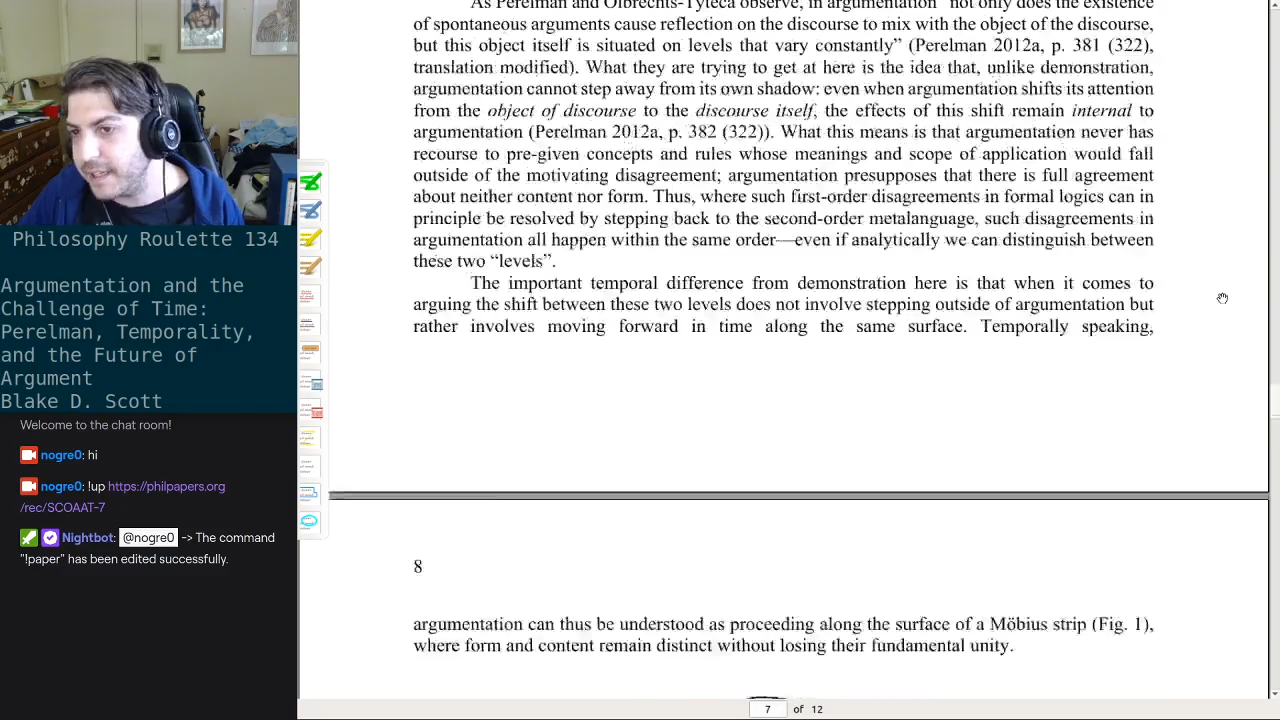 As Perelman and Olbrechts-Tyteca observe, in argumentation "not only does the existence
of spontaneous arguments cause reflection on the discourse to mix with the object of the discourse,
but this object itself is situated on levels that vary constantly" (Perelman 2012a, p. 381 (322),
translation modified). What they are trying to get at here is the idea that, unlike demonstration,
argumentation cannot step away from its own shadow: even when argumentation shifts its attention
from the object of discourse to the discourse itself, the effects of this shift remain internal to
argumentation (Perelman 2012a, p. 382 (322)). What this means is that argumentation never has
recourse to pre-given concepts and rules whose meanings and scope of application would fall
outside of the motivating disagreement; argumentation presupposes that there is full agreement
about neither content nor form. Thus, where such first-order disagreements in formal logic can in
principle be resolved by stepping back to the second-order metalanguage, such disagreements in
argumentation all happen within the same order—even if analytically we can distinguish between
these two "levels".
An important temporal difference from demonstration here is that when it comes to
arguing, the shift between these two levels does not involve stepping outside of argumentation, but
rather involves moving forward in time along the same surface. Temporally speaking,
7 of 12
8
argumentation can thus be understood as proceeding along the surface of a Möbius strip (Fig. 1),
where form and content remain distinct without losing their fundamental unity.
Philosophy Roulette 134
Argumentation and the
Challenge of Time:
Perelman, Temporality,
and the Future of
Argument
Blake D. Scott
Welcome to the chat room!
nogre0: hi
nogre0: !up https://philpapers.org
/rec/SCOAAT-7
Nightbot: @nogre0 -> The command
"!paper" has been edited successfully.